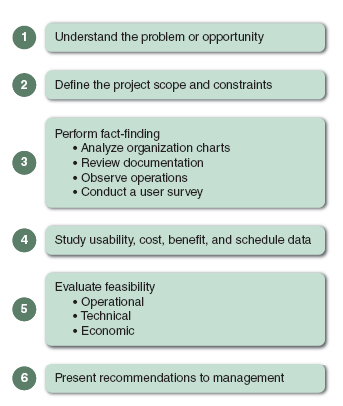 1 Understand the problem or opportunity
2 Define the project scope and constraints
3 Perform fact-finding
• Analyze organization charts
• Review documentation
• Observe operations
• Conduct a user survey
4 Study usability, cost, benefit, and schedule data
5 Evaluate feasibility
• Operational
• Technical
• Economic
6 Present recommendations to management